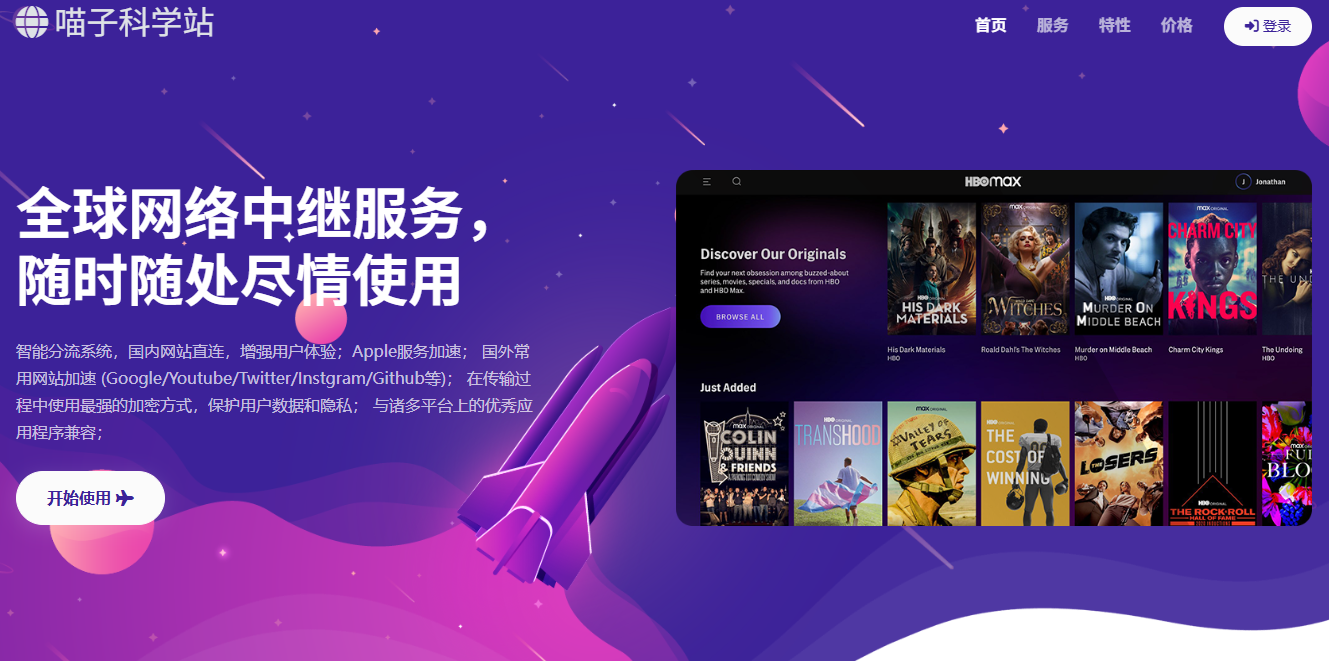 喵子科学站
首页 服务 特性 价格 登录
全球网络中继服务，
随时随处尽情使用
智能分流系统，国内网站直连，增强用户体验；Apple服务加速； 国外常
用网站加速 (Google/Youtube/Twitter/Instgram/Github等)； 在传输过
程中使用最强的加密方式，保护用户数据和隐私； 与诸多平台上的优秀应
用程序兼容；
开始使用
HBOmax
J Jonathan
Discover Our Originals
Find your next obsession among buzzed-about
series, movies, specials, and docs from HBO
and HBO Max.
BROWSE ALL
HIS DARK
MATERIALS
WITCHES
MURDER ON
MIDDLE BEACH
CHARM CITY
KINGS
THE UN
His Dark Materials
HBO
Roald Dahl's The Witches
Murder on Middle Beach
HBO
Charm City Kings
The Undoing
HBO
Just Added
COLIN
QUINN
& FRIENDS
TRANSHOOD
VALLEY OF
TEARS
THE
COST OF
WINNING
THE LOSERS
THE ROCK·ROLL
HALL OF FAME
FU
BLOO